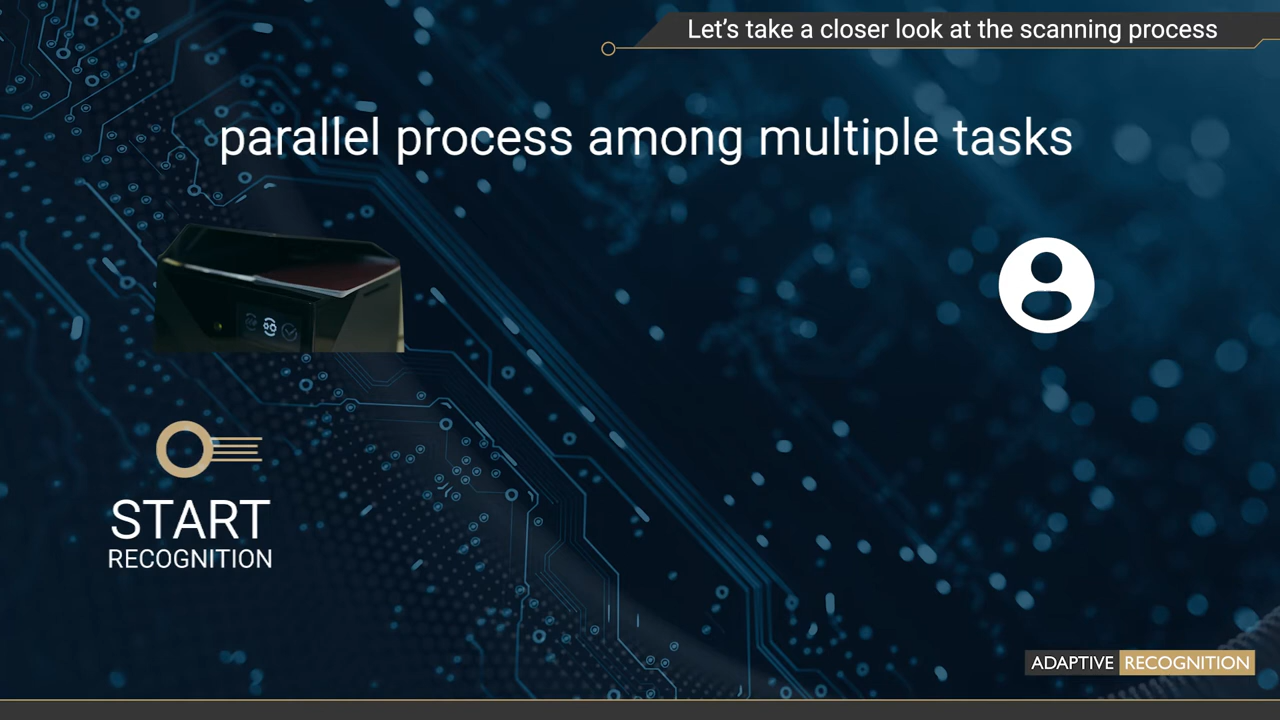 Let’s take a closer look at the scanning process
parallel process among multiple tasks
START
RECOGNITION
ADAPTIVE RECOGNITION